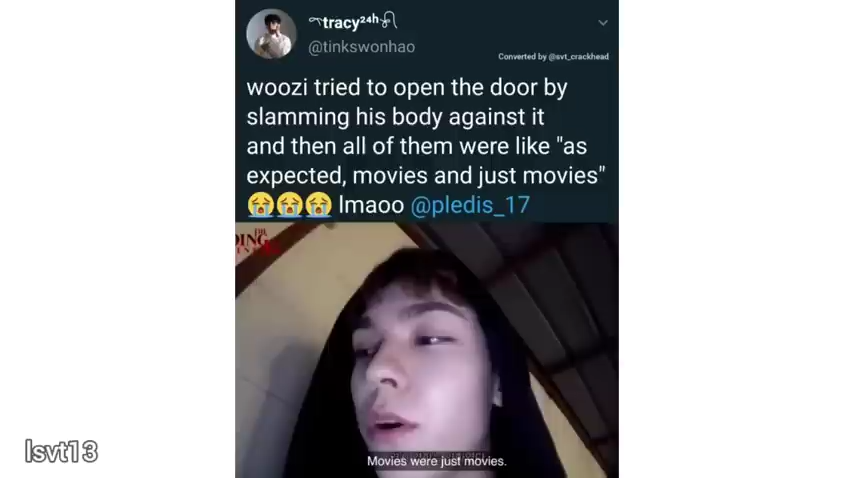 tracy²⁴ʰ
@tinkswonhao
Converted by @svt_crackhead
woozi tried to open the door by
slamming his body against it
and then all of them were like "as
expected, movies and just movies"
😭😭😭 lmaoo @pledis_17
Movies were just movies.
lsvt13